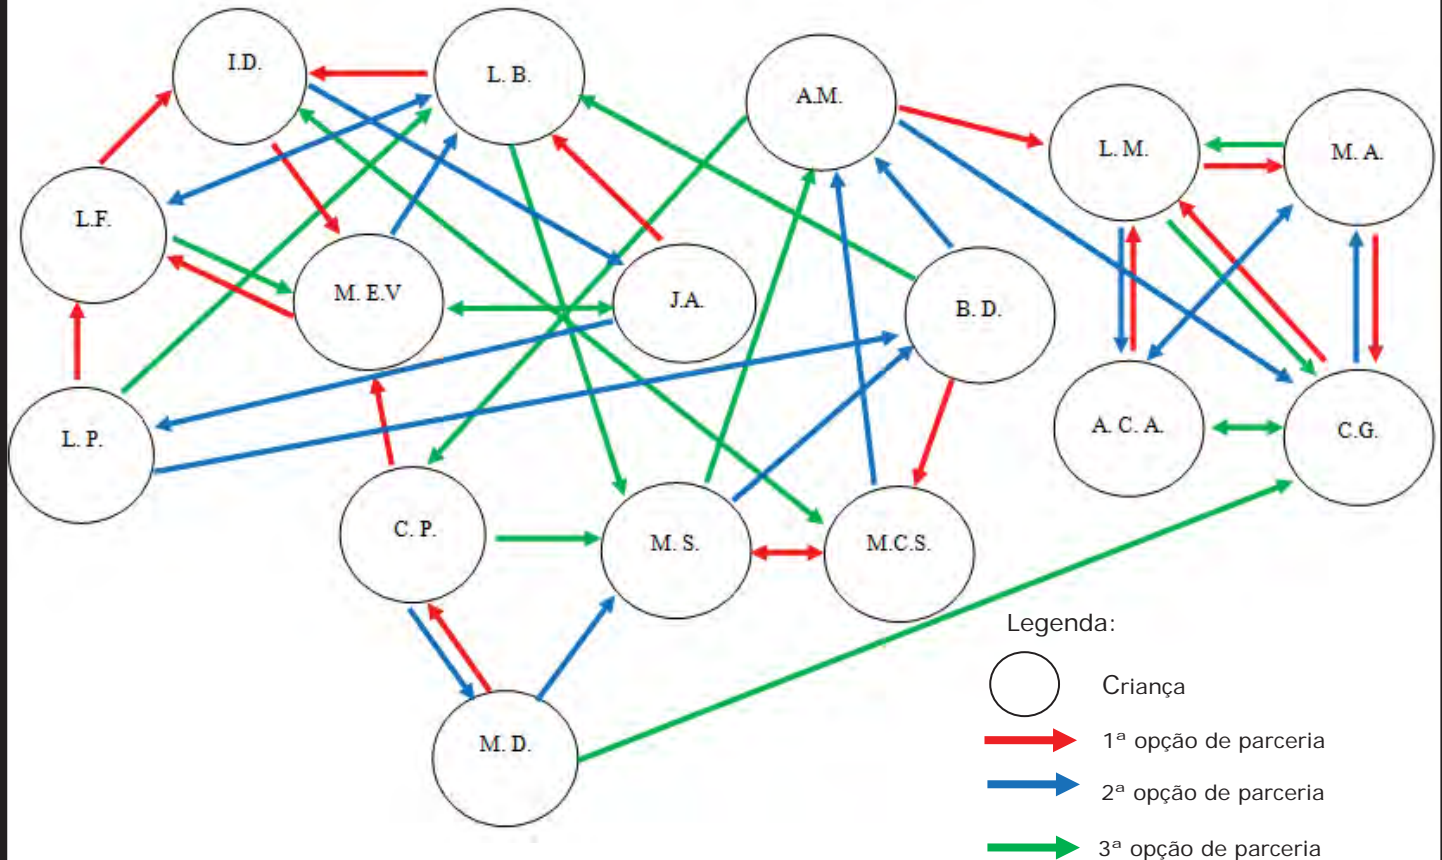 I.D.
L. B.
A.M.
L. M.
M. A.
L.F.
M. E.V
J.A.
B. D.
L. P.
A. C. A.
C.G.
C. P.
M. S.
M.C.S.
M. D.
Legenda:
Criança
1ª opção de parceria
2ª opção de parceria
3ª opção de parceria